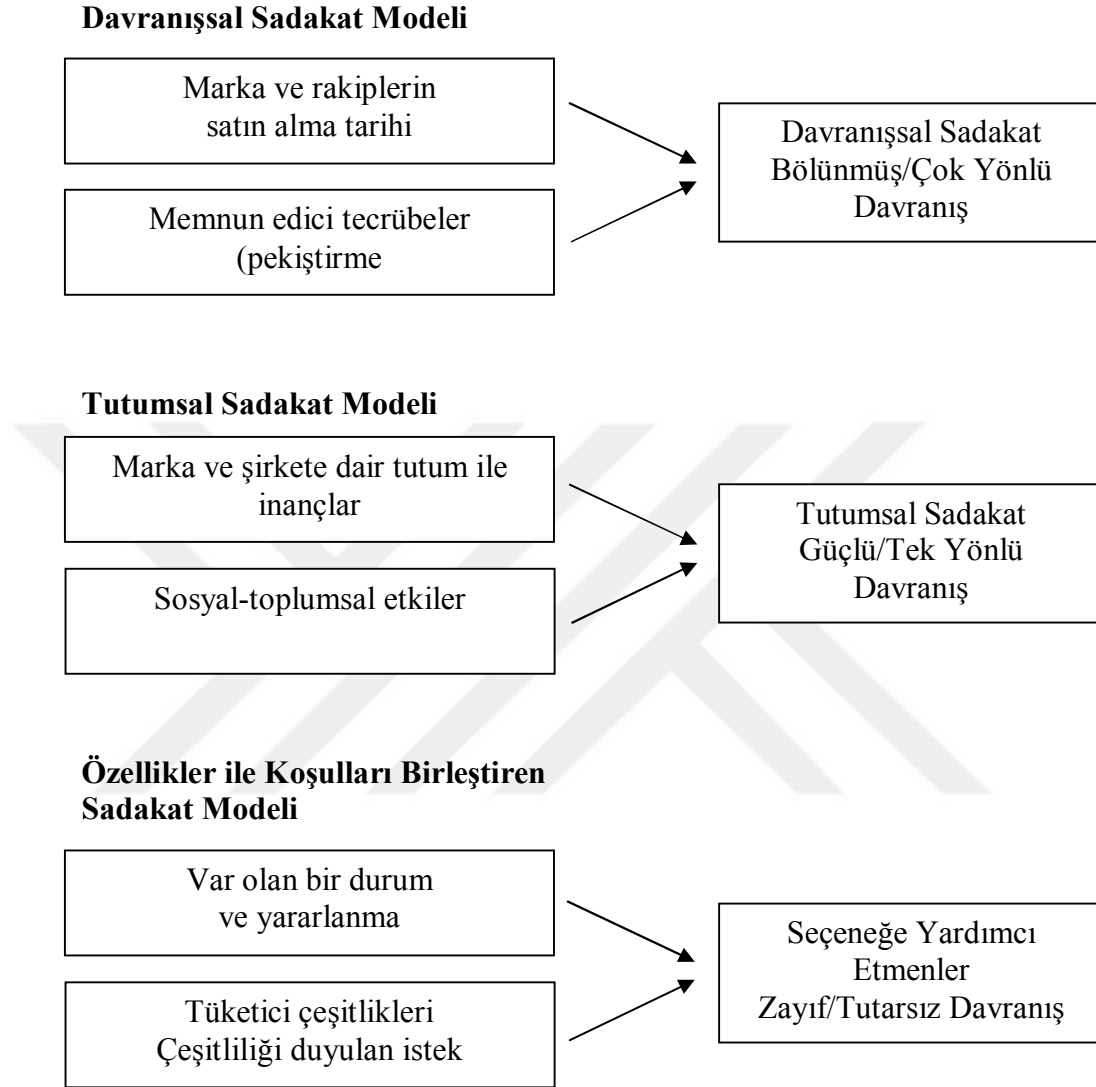 Davranışsal Sadakat Modeli
Marka ve rakiplerin
satın alma tarihi
Memnun edici tecrübeler
(pekiştirme
Davranışsal Sadakat
Bölünmüş/Çok Yönlü
Davranış
Tutumsal Sadakat Modeli
Marka ve şirkete dair tutum ile
inançlar
Sosyal-toplumsal etkiler
Tutumsal Sadakat
Güçlü/Tek Yönlü
Davranış
Özellikler ile Koşulları Birleştiren
Sadakat Modeli
Var olan bir durum
ve yararlanma
Tüketici çeşitlikleri
Çeşitliliği duyulan istek
Seçeneğe Yardımcı
Etmenler
Zayıf/Tutarsız Davranış